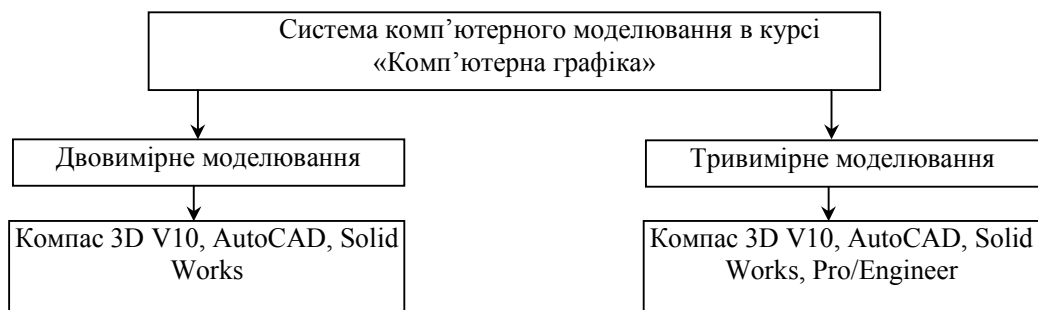 Система комп’ютерного моделювання в курсі
«Комп’ютерна графіка»
Двовимірне моделювання
Тривимірне моделювання
Компас 3D V10, AutoCAD, Solid
Works
Компас 3D V10, AutoCAD, Solid
Works, Pro/Engineer